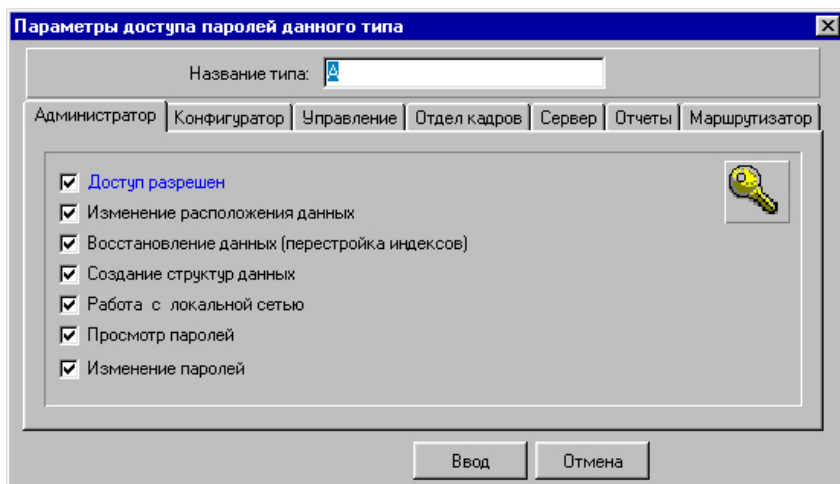 Параметры доступа паролей данного типа
Название типа: А
Администратор Конфигуратор Управление Отдел кадров Сервер Отчеты Маршрутизатор
Доступ разрешен
Изменение расположения данных
Восстановление данных (перестройка индексов)
Создание структур данных
Работа с локальной сетью
Просмотр паролей
Изменение паролей
Ввод Отмена